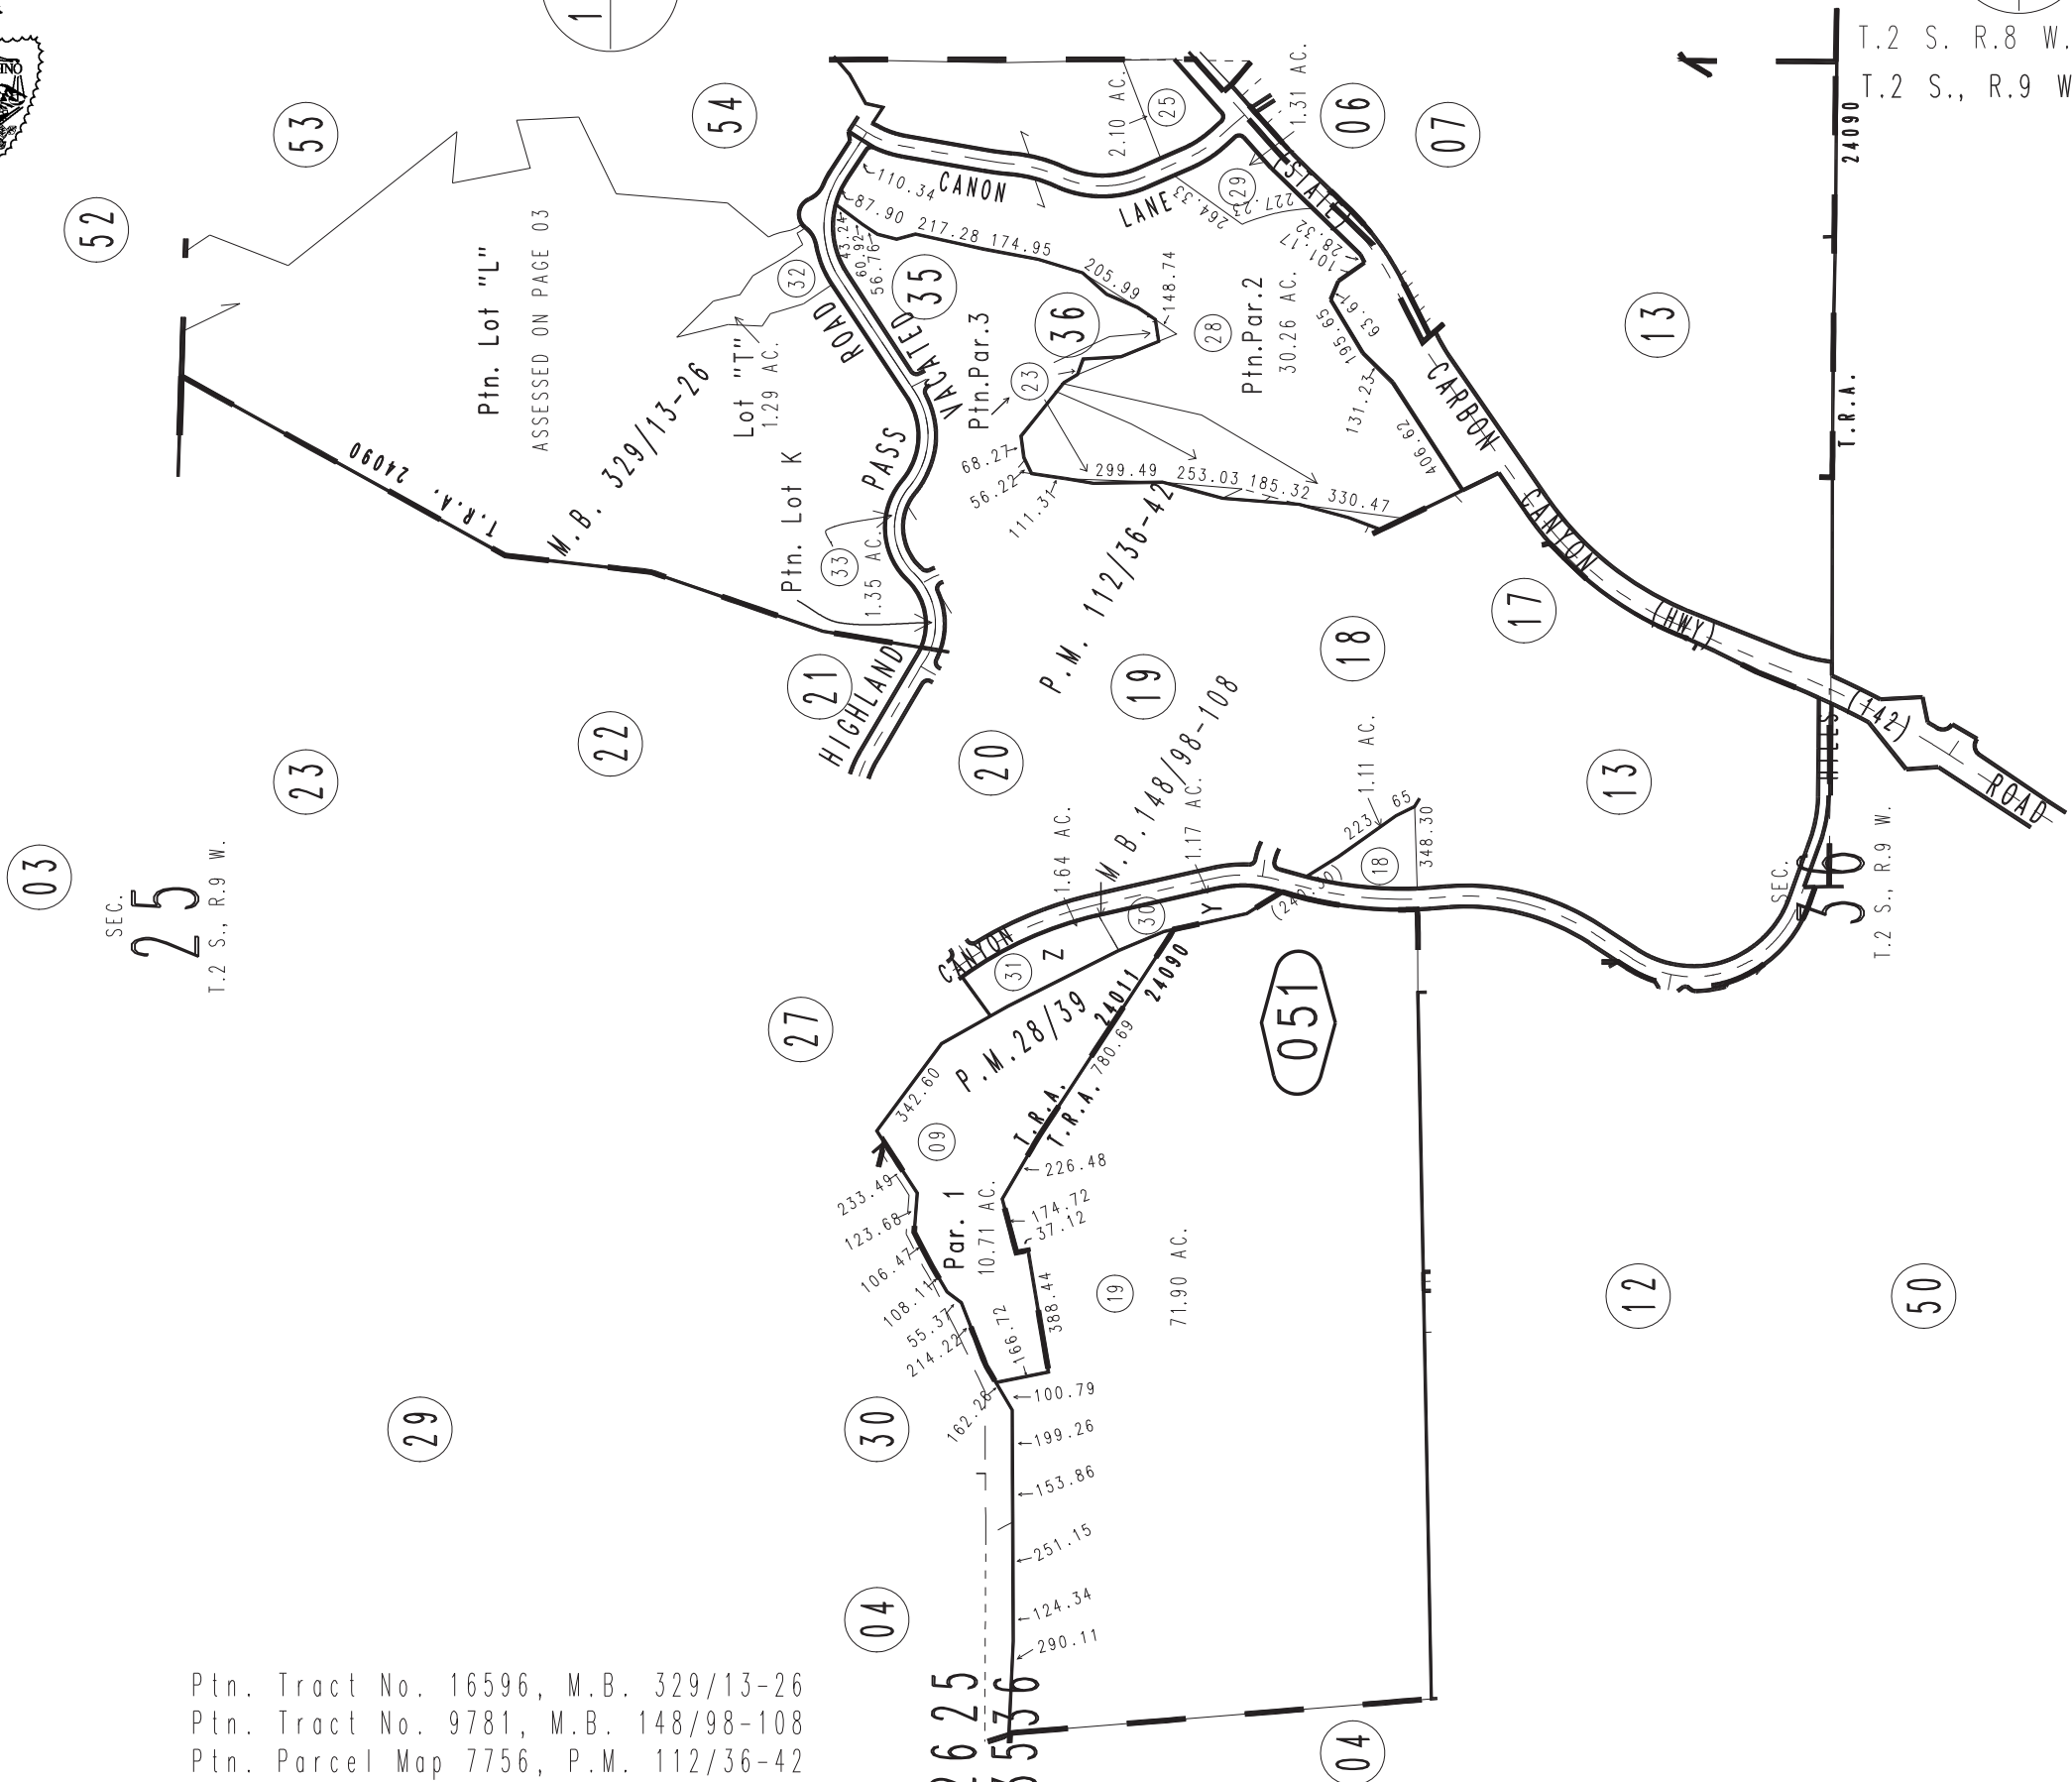 T.2 S. R.8 W.
T.2 S., R.9 W
1
52
53
54
25
2.10 AC.
1.31 AC.
06
07
24090
T.R.A.
13
Ptn. Lot "L"
ASSESSED ON PAGE 03
M.B. 329/13-26
T.R.A. 24090
32
Lot "T"
1.29 AC.
Ptn. Lot K
33
1.35 AC.
HIGHLAND
PASS
ROAD
VACATED
35
CANON
LANE
110.34
87.90
43.24
60.92
56.76
217.28
174.95
205.99
148.74
36
Ptn.Par.3
23
28
Ptn.Par.2
30.26 AC.
29
264.33
227.23
28.32
101.17
63.61
195.65
131.23
406.62
68.27
56.22
111.31
299.49
253.03
185.32
330.47
P.M. 112/36-42
(STATE
CARBON
CANYON
(HWY)
(142)
ROAD
17
18
19
20
21
22
23
03
SEC.
25
T.2 S., R.9 W.
M.B.148/98-108
1.64 AC.
1.17 AC.
1.11 AC.
223
65
18
348.30
13
SEC.
36
T.2 S., R.9 W.
CANYON
HILLS
30
Y
31
Z
27
P.M.28/39
T.R.A. 24011
T.R.A. 24090
780.69
051
342.60
09
Par. 1
10.71 AC.
233.49
123.68
106.47
108.11
55.37
214.22
162.28
166.72
388.44
226.48
174.72
37.12
19
71.90 AC.
100.79
199.26
153.86
251.15
124.34
290.11
29
30
04
12
50
04
Ptn. Tract No. 16596, M.B. 329/13-26
Ptn. Tract No. 9781, M.B. 148/98-108
Ptn. Parcel Map 7756, P.M. 112/36-42
26 25
35 36